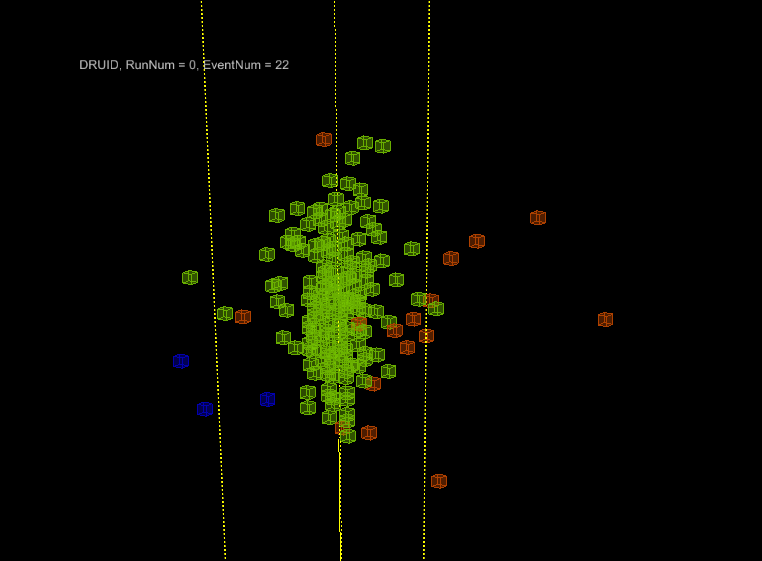 DRUID, RunNum = 0, EventNum = 22